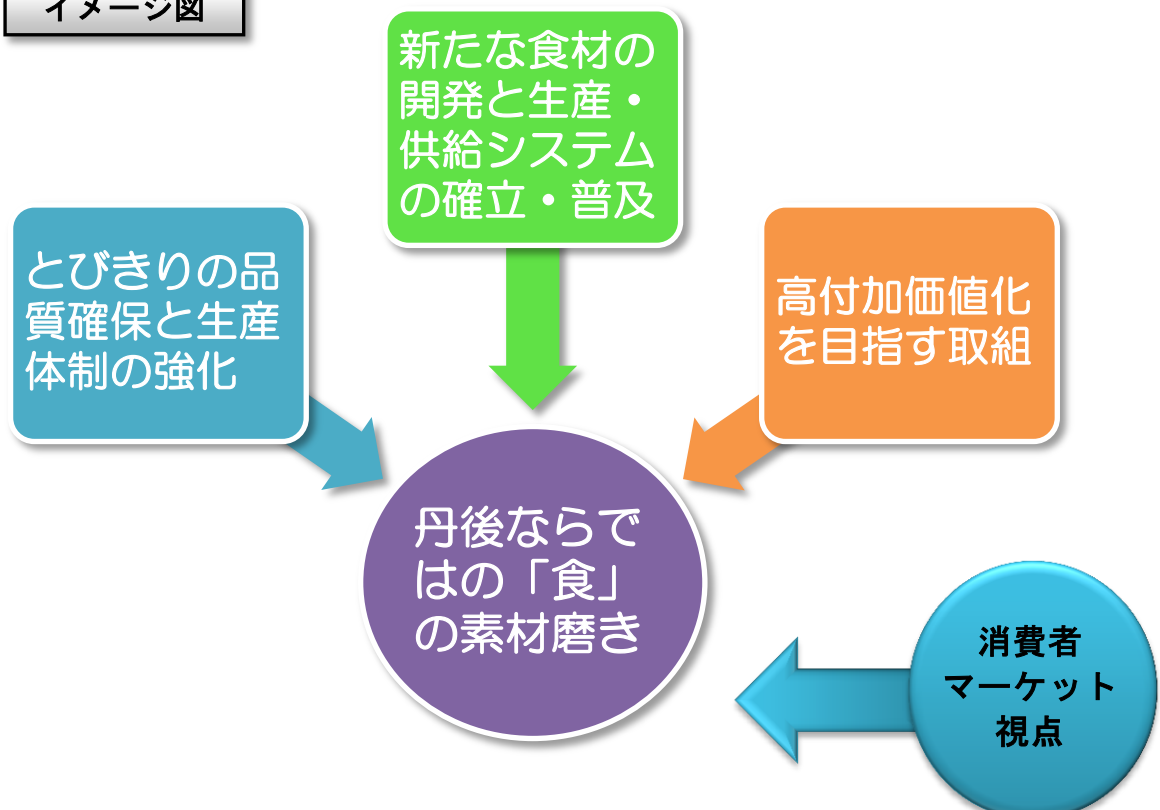 イメージ図
新たな食材の
開発と生産・
供給システム
の確立・普及
とびきりの品
質確保と生産
体制の強化
高付加価値化
を目指す取組
丹後ならで
はの「食」
の素材磨き
消費者
マーケット
視点